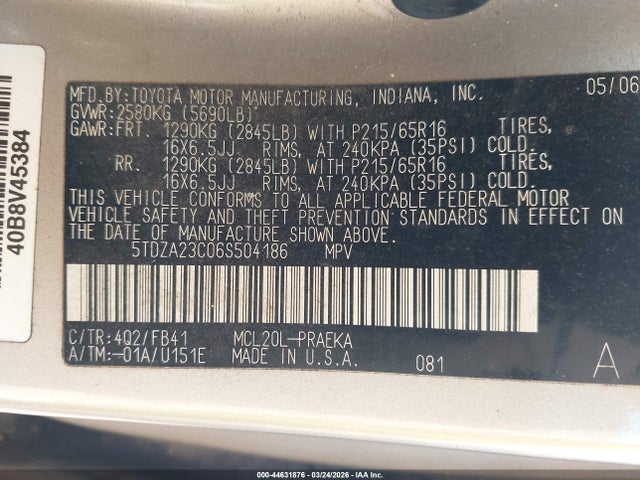 MFD.BY:TOYOTA MOTOR MANUFACTURING, INDIANA, INC. 05/06
GVWR:2580KG (5690LB)
GAWR:FRT. 1290KG (2845LB) WITH P215/65R16 TIRES,
16X6.5JJ RIMS, AT 240KPA (35PSI) COLD.
RR. 1290KG (2845LB) WITH P215/65R16 TIRES,
16X6.5JJ RIMS, AT 240KPA (35PSI) COLD.
THIS VEHICLE CONFORMS TO ALL APPLICABLE FEDERAL MOTOR
VEHICLE SAFETY AND THEFT PREVENTION STANDARDS IN EFFECT ON
THE DATE OF MANUFACTURE SHOWN ABOVE.
5TDZA23C06S504186 MPV
C/TR:4Q2/FB41 MCL20L-PRAEKA
A/TM:-01A/U151E MADE IN U.S.A. 081 A
40B8V45384
000-44631876 - 03/24/2026 - IAA Inc.